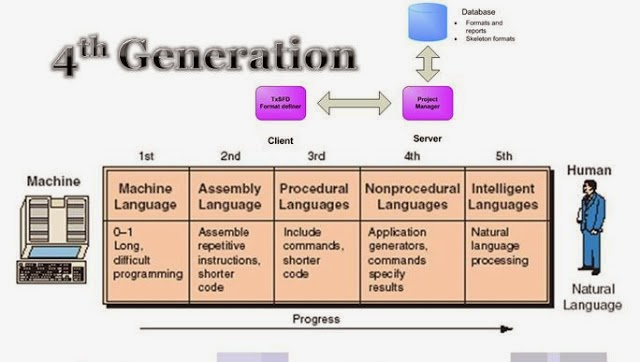 4th Generation
Database
• Formats and
reports
• Skeleton formats
TxSFD
Format definer
Project
Manager
Client
Server
1st 2nd 3rd 4th 5th
Machine
Human
Machine
Language
Assembly
Language
Procedural
Languages
Nonprocedural
Languages
Intelligent
Languages
0–1
Long,
difficult
programming
Assemble
repetitive
instructions,
shorter
code
Include
commands,
shorter
code
Application
generators,
commands
specify
results
Natural
language
processing
Natural
Language
Progress